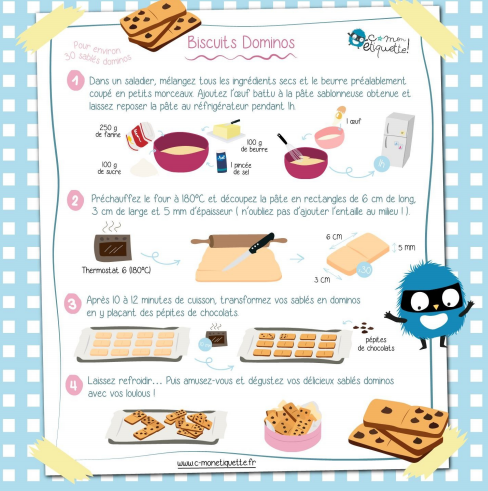 Pour environ
30 sablés dominos
Biscuits Dominos
c-mon
etiquette!
1 Dans un saladier, mélangez tous les ingrédients secs et le beurre préalablement
coupé en petits morceaux. Ajoutez l'œuf battu à la pâte sablonneuse obtenue et
laissez reposer la pâte au réfrigérateur pendant 1h.
250 g
de farine
100 g
de sucre
100 g
de beurre
1 pincée
de sel
1 œuf
1h
2 Préchauffez le four à 180°C et découpez la pâte en rectangles de 6 cm de long,
3 cm de large et 5 mm d'épaisseur ( n'oubliez pas d'ajouter l'entaille au milieu ! ).
Thermostat 6 (180°C)
6 CM
5 MM
3 CM
x30
3 Après 10 à 12 minutes de cuisson, transformez vos sablés en dominos
en y plaçant des pépites de chocolats.
pépites
de chocolats
4 Laissez refroidir... Puis amusez-vous et dégustez vos délicieux sablés dominos
avec vos loulous !
www.c-monetiquette.fr